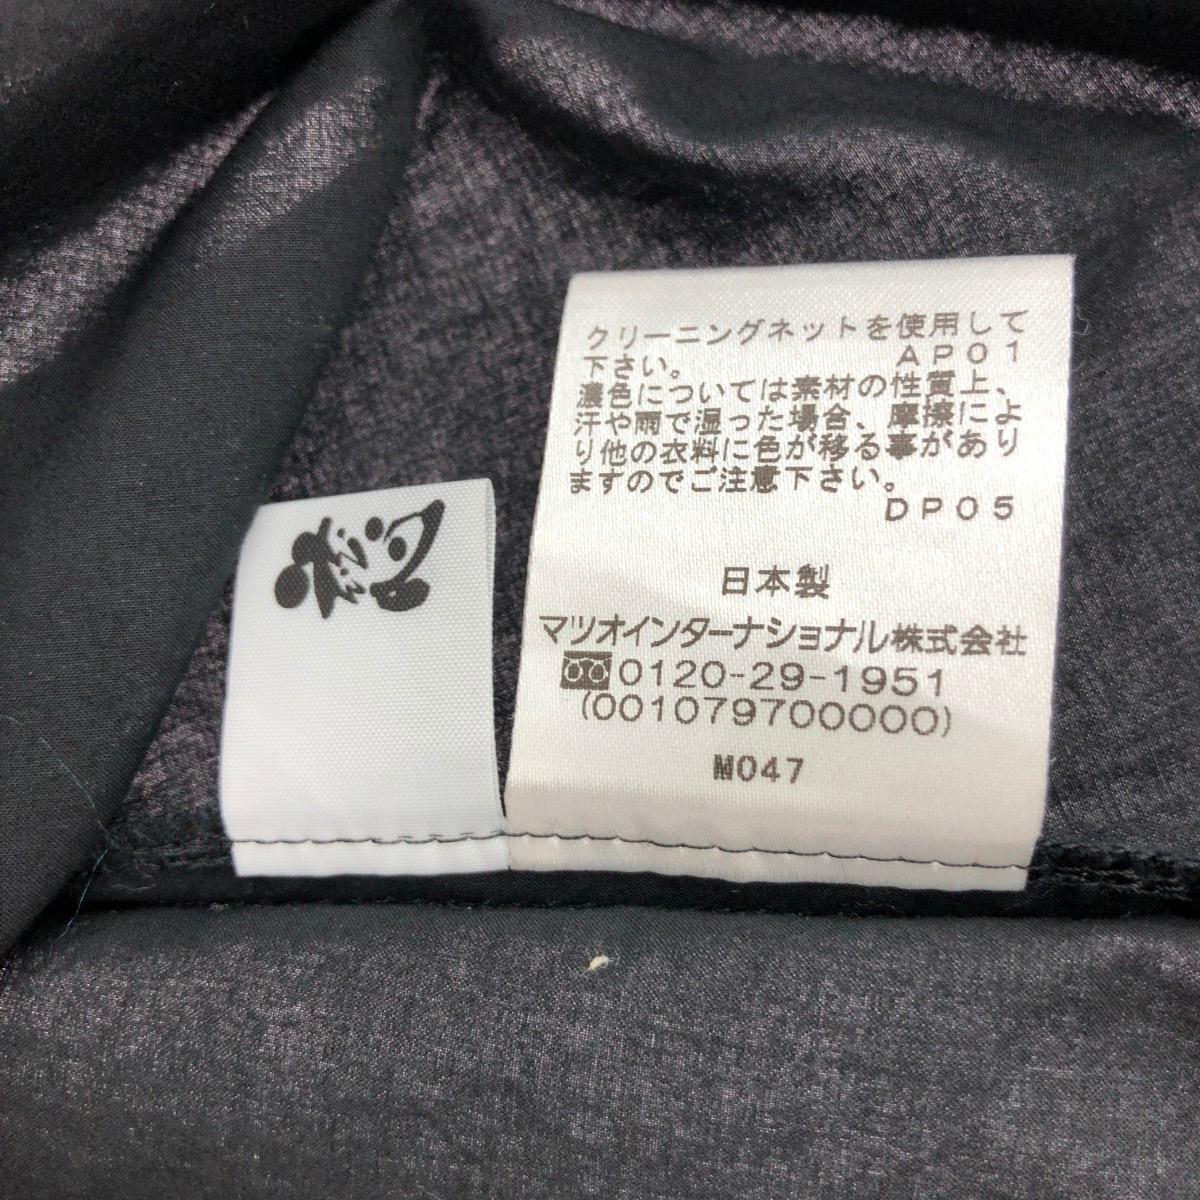 クリーニングネットを使用して
下さい。 AP01
濃色については素材の性質上、
汗や雨で湿った場合、摩擦によ
り他の衣料に色が移る事があり
ますのでご注意下さい。
DP05
日本製
マツオインターナショナル株式会社
0120-29-1951
(001079700000)
M047